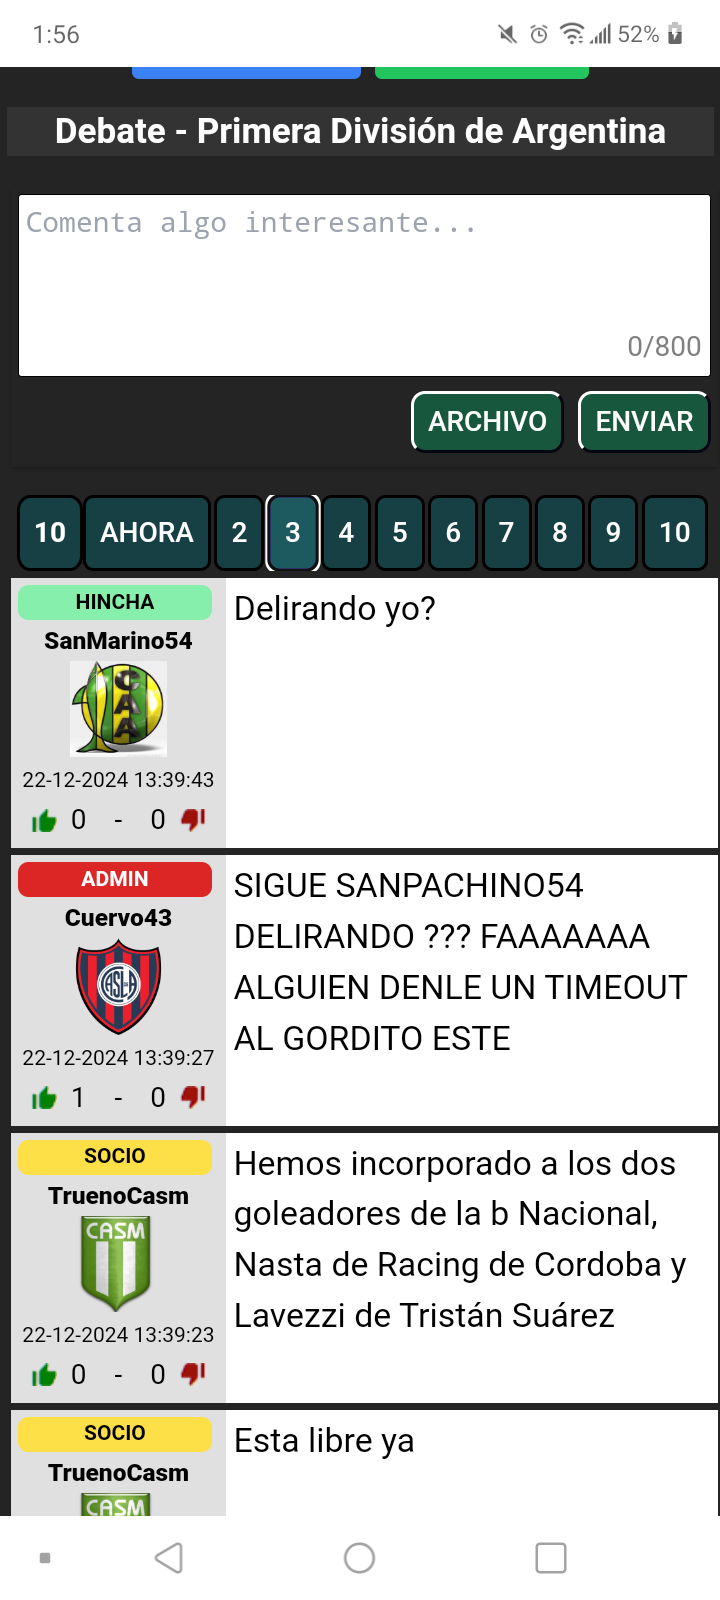 1:56
52%
Debate - Primera División de Argentina
Comenta algo interesante...
0/800
ARCHIVO
ENVIAR
10 AHORA 2 3 4 5 6 7 8 9 10
HINCHA
SanMarino54
CAA
22-12-2024 13:39:43
0 - 0
Delirando yo?
ADMIN
Cuervo43
CASLA
22-12-2024 13:39:27
1 - 0
SIGUE SANPACHINO54
DELIRANDO ??? FAAAAAAA
ALGUIEN DENLE UN TIMEOUT
AL GORDITO ESTE
SOCIO
TruenoCasm
CASM
22-12-2024 13:39:23
0 - 0
Hemos incorporado a los dos
goleadores de la b Nacional,
Nasta de Racing de Cordoba y
Lavezzi de Tristán Suárez
SOCIO
TruenoCasm
CASM
Esta libre ya